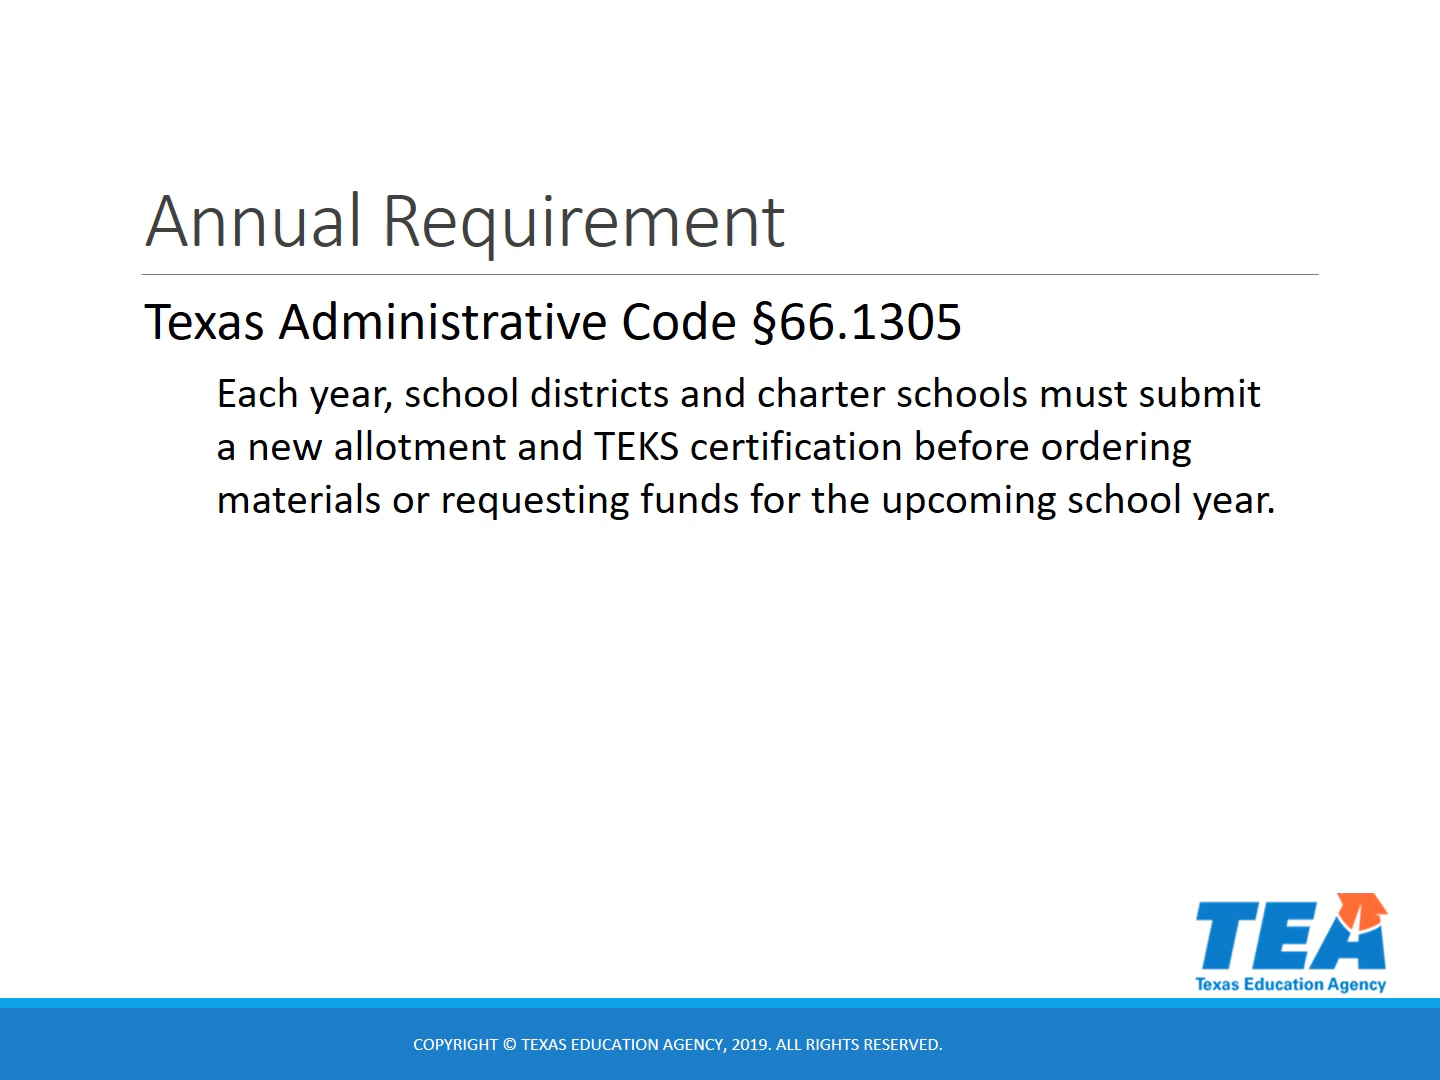 Annual Requirement
Texas Administrative Code §66.1305
Each year, school districts and charter schools must submit
a new allotment and TEKS certification before ordering
materials or requesting funds for the upcoming school year.
TEA
Texas Education Agency
COPYRIGHT © TEXAS EDUCATION AGENCY, 2019. ALL RIGHTS RESERVED.